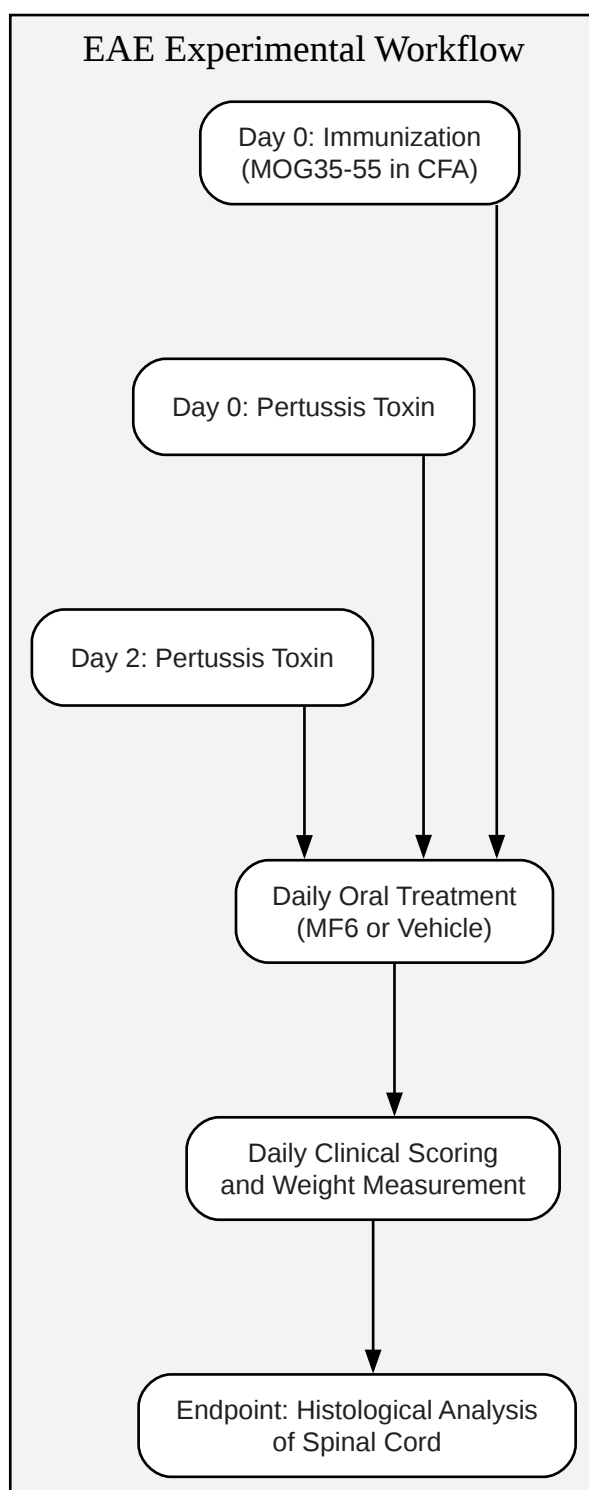 EAE Experimental Workflow
Day 0: Immunization
(MOG35-55 in CFA)
Day 0: Pertussis Toxin
Day 2: Pertussis Toxin
Daily Oral Treatment
(MF6 or Vehicle)
Daily Clinical Scoring
and Weight Measurement
Endpoint: Histological Analysis
of Spinal Cord